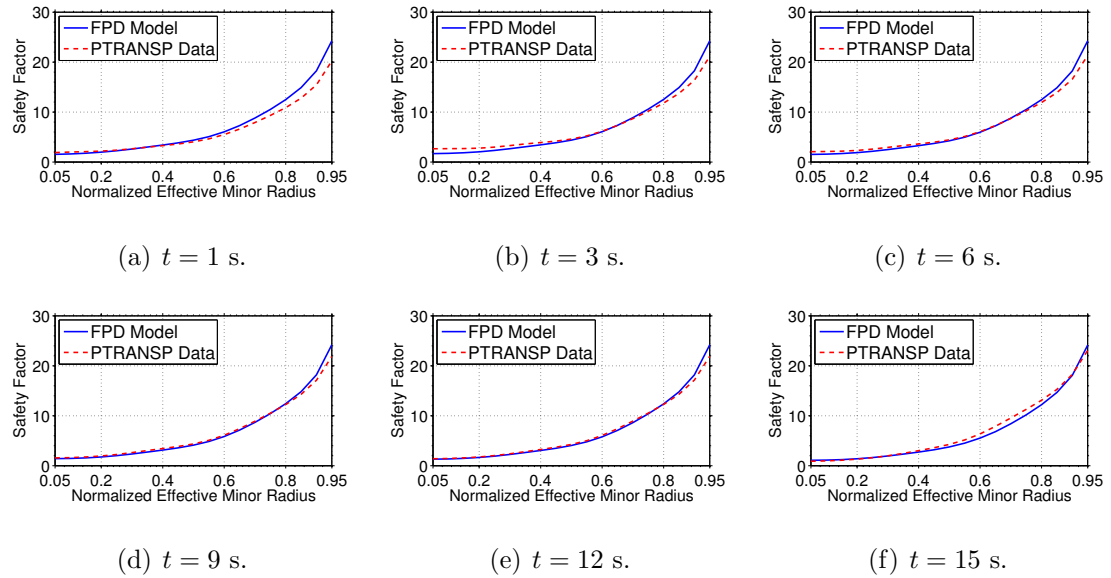 30
20
10
0
Safety Factor
FPD Model
PTRANSP Data
0.05 0.2 0.4 0.6 0.8 0.95
Normalized Effective Minor Radius
(a) t = 1 s.
30
20
10
0
Safety Factor
FPD Model
PTRANSP Data
0.05 0.2 0.4 0.6 0.8 0.95
Normalized Effective Minor Radius
(b) t = 3 s.
30
20
10
0
Safety Factor
FPD Model
PTRANSP Data
0.05 0.2 0.4 0.6 0.8 0.95
Normalized Effective Minor Radius
(c) t = 6 s.
30
20
10
0
Safety Factor
FPD Model
PTRANSP Data
0.05 0.2 0.4 0.6 0.8 0.95
Normalized Effective Minor Radius
(d) t = 9 s.
30
20
10
0
Safety Factor
FPD Model
PTRANSP Data
0.05 0.2 0.4 0.6 0.8 0.95
Normalized Effective Minor Radius
(e) t = 12 s.
30
20
10
0
Safety Factor
FPD Model
PTRANSP Data
0.05 0.2 0.4 0.6 0.8 0.95
Normalized Effective Minor Radius
(f) t = 15 s.